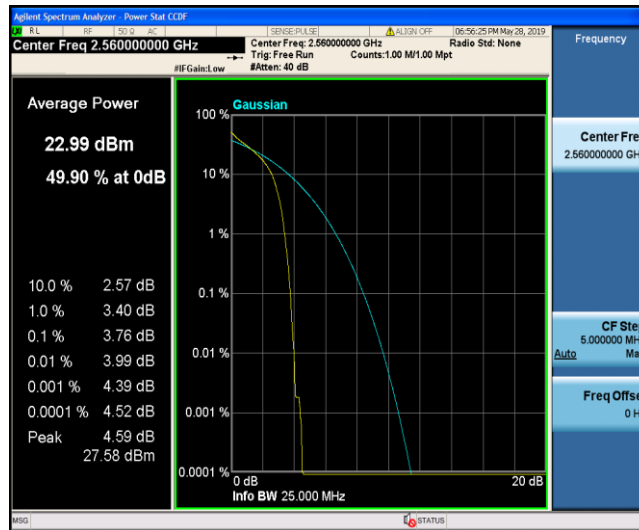 Agilent Spectrum Analyzer - Power Stat CCDF
RL RF 50 Ω AC SENSE:PULSE ALIGN OFF 06:56:25 PM May 28, 2019
Center Freq 2.560000000 GHz
Center Freq: 2.560000000 GHz Radio Std: None
Trig: Free Run Counts:1.00 M/1.00 Mpt
#IFGain:Low #Atten: 40 dB
Frequency
Average Power
22.99 dBm
49.90 % at 0dB
10.0 % 2.57 dB
1.0 % 3.40 dB
0.1 % 3.76 dB
0.01 % 3.99 dB
0.001 % 4.39 dB
0.0001 % 4.52 dB
Peak 4.59 dB
27.58 dBm
Gaussian
100 %
10 %
1 %
0.1 %
0.01 %
0.001 %
0.0001 %
0 dB 20 dB
Info BW 25.000 MHz
Center Fre
2.560000000 GH
CF Ste
5.000000 MH
Auto Ma
Freq Offse
0 H
MSG STATUS